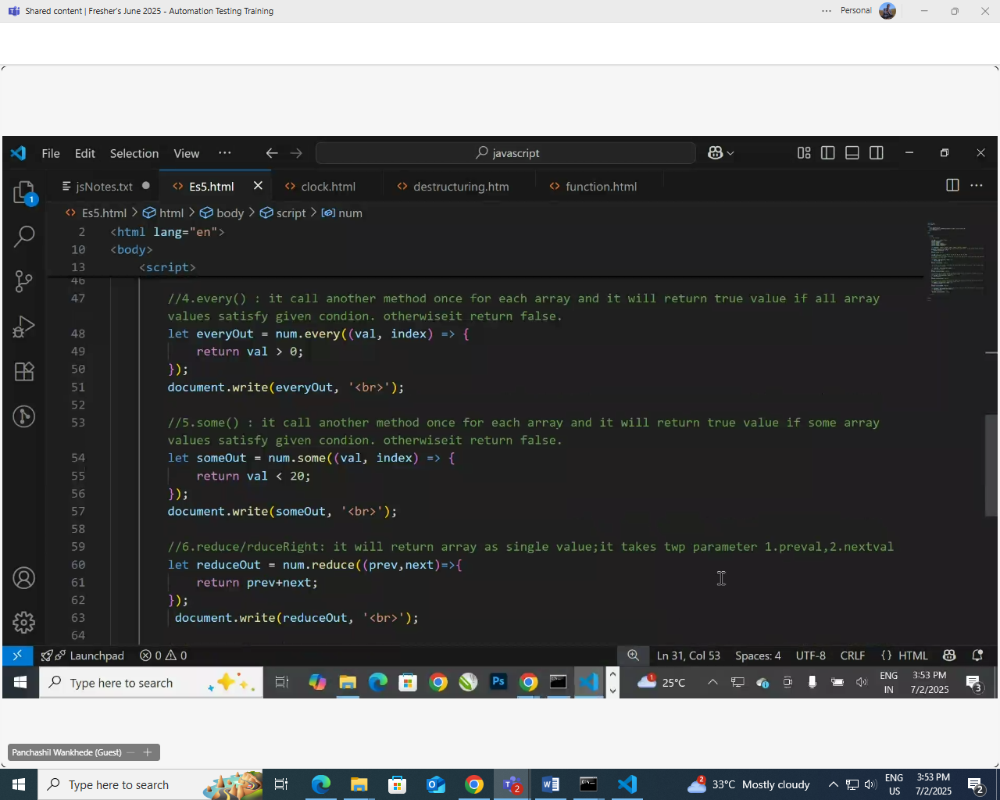 Shared content | Fresher's June 2025 - Automation Testing Training
Personal
File Edit Selection View ··· javascript
jsNotes.txt Es5.html clock.html destructuring.htm function.html
Es5.html > html > body > script > num
2 <html lang="en">
10 <body>
13 <script>
46
47 //4.every() : it call another method once for each array and it will return true value if all array
values satisfy given condion. otherwiseit return false.
48 let everyOut = num.every((val, index) => {
49 return val > 0;
50 });
51 document.write(everyOut, '<br>');
52
53 //5.some() : it call another method once for each array and it will return true value if some array
values satisfy given condion. otherwiseit return false.
54 let someOut = num.some((val, index) => {
55 return val < 20;
56 });
57 document.write(someOut, '<br>');
58
59 //6.reduce/rduceRight: it will return array as single value;it takes twp parameter 1.preval,2.nextval
60 let reduceOut = num.reduce((prev,next)=>{
61 return prev+next;
62 });
63 document.write(reduceOut, '<br>');
64
1
Launchpad 0 0 Ln 31, Col 53 Spaces: 4 UTF-8 CRLF {} HTML
Type here to search Ps 1 25°C ENG IN 3:53 PM 7/2/2025 3
Panchashil Wankhede (Guest)
Type here to search 2 2 33°C Mostly cloudy ENG US 3:53 PM 7/2/2025 2